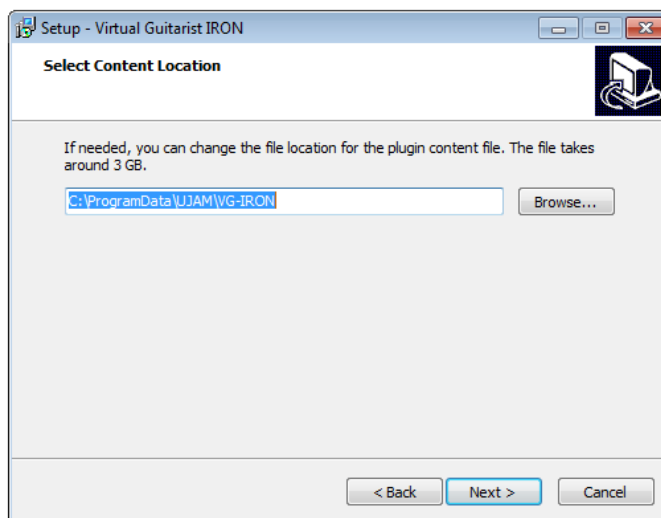 Setup - Virtual Guitarist IRON
Select Content Location
If needed, you can change the file location for the plugin content file. The file takes
around 3 GB.
C:\ProgramData\UJAM\VG-IRON
Browse...
< Back
Next >
Cancel